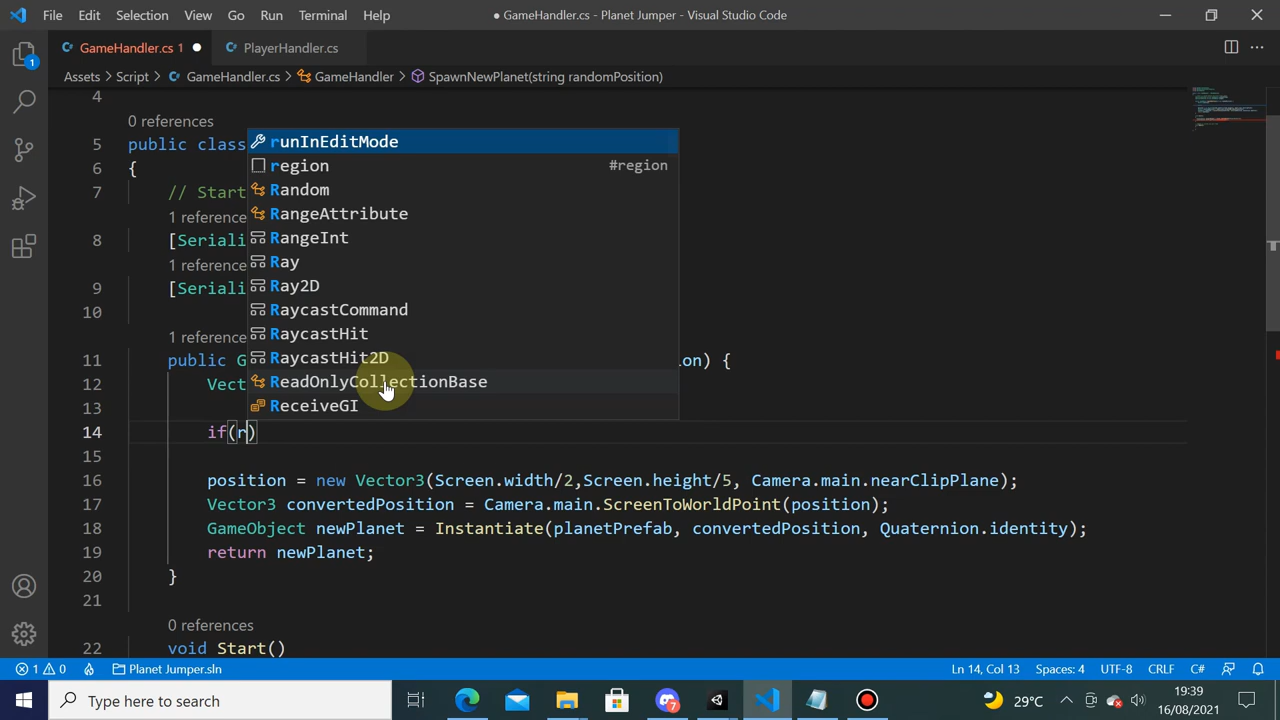 File Edit Selection View Go Run Terminal Help
● GameHandler.cs - Planet Jumper - Visual Studio Code
GameHandler.cs 1 ●
PlayerHandler.cs
Assets > Script > GameHandler.cs > GameHandler > SpawnNewPlanet(string randomPosition)
4
0 references
5 public class
6 {
7 // Start
1 reference
8 [Seriali
1 reference
9 [Seriali
10
1 reference
11 public G on) {
12 Vect
13
14 if(r)
15
16 position = new Vector3(Screen.width/2,Screen.height/5, Camera.main.nearClipPlane);
17 Vector3 convertedPosition = Camera.main.ScreenToWorldPoint(position);
18 GameObject newPlanet = Instantiate(planetPrefab, convertedPosition, Quaternion.identity);
19 return newPlanet;
20 }
21
0 references
22 void Start()
runInEditMode
region #region
Random
RangeAttribute
RangeInt
Ray
Ray2D
RaycastCommand
RaycastHit
RaycastHit2D
ReadOnlyCollectionBase
ReceiveGI
1
1 0
Planet Jumper.sln
Ln 14, Col 13 Spaces: 4 UTF-8 CRLF C#
Type here to search
7
29°C
19:39
16/08/2021